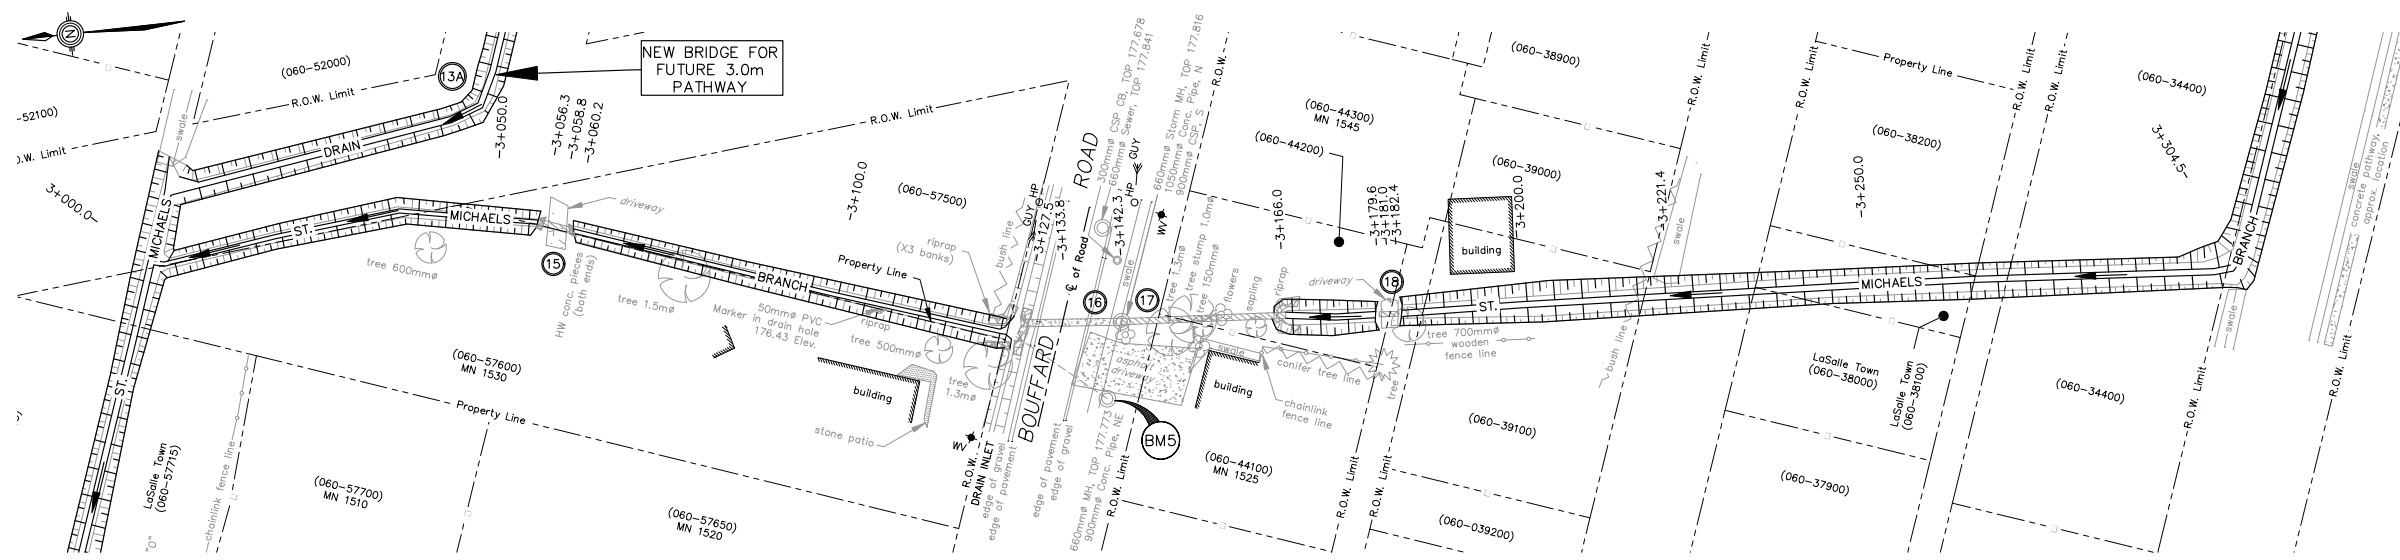 N
(060-52000)
R.O.W. Limit
13A
NEW BRIDGE FOR
FUTURE 3.0m
PATHWAY
-52100)
swale
O.W. Limit
DRAIN
3+000.0-
MICHAELS
ST.
ST.
MICHAELS
-3+050.0
-3+056.3
-3+058.8
-3+060.2
driveway
tree 600mmø
15
HW conc. pieces
(both ends)
tree 1.5mø
R.O.W. Limit
-3+100.0
(060-57500)
riprap
(X3 banks)
bush line
BRANCH
Property Line
50mmø PVC
Marker in drain hole
176.43 Elev.
riprap
tree 500mmø
tree
1.3mø
building
stone patio
WV
(060-57600)
MN 1530
Property Line
LaSalle Town
(060-57715)
chainlink fence line
"O"
(060-57700)
MN 1510
(060-57650)
MN 1520
R.O.W.
DRAIN INLET
edge of gravel
edge of pavement
GUY HP
-3+127.5
-3+133.8
BOUFFARD ROAD
℄ of Road
300mmø CSP CB, TOP 177.678
660mmø Sewer, TOP 177.841
-3+142.3
swale
HP
GUY
WV
660mmø Storm MH, TOP 177.816
1050mmø Conc. Pipe, N
900mmø CSP, S
R.O.W.
16
17
tree 1.3mø
tree stump 1.0mø
tree 150mmø
flowers
sapling
riprap
asphalt
driveway
swale
edge of pavement
edge of gravel
660mmø MH, TOP 177.773
900mmø Conc. Pipe, NE
R.O.W. Limit
BM5
building
conifer tree line
chainlink
fence line
(060-44100)
MN 1525
(060-44300)
MN 1545
(060-44200)
-3+166.0
-3+179.6
-3+181.0
-3+182.4
driveway
18
tree 700mmø
wooden
fence line
tree
R.O.W. Limit
R.O.W. Limit
(060-38900)
(060-39000)
building
-3+200.0
-3+221.4
swale
bush line
ST.
(060-39100)
(060-039200)
R.O.W. Limit
R.O.W. Limit
Property Line
(060-38200)
-3+250.0
MICHAELS
LaSalle Town
(060-38000)
LaSalle Town
(060-38100)
(060-37900)
R.O.W. Limit
R.O.W. Limit
(060-34400)
3+304.5-
BRANCH
swale
(060-34400)
R.O.W. Limit
R.O.W. Limit
swale
concrete pathway,
approx. location